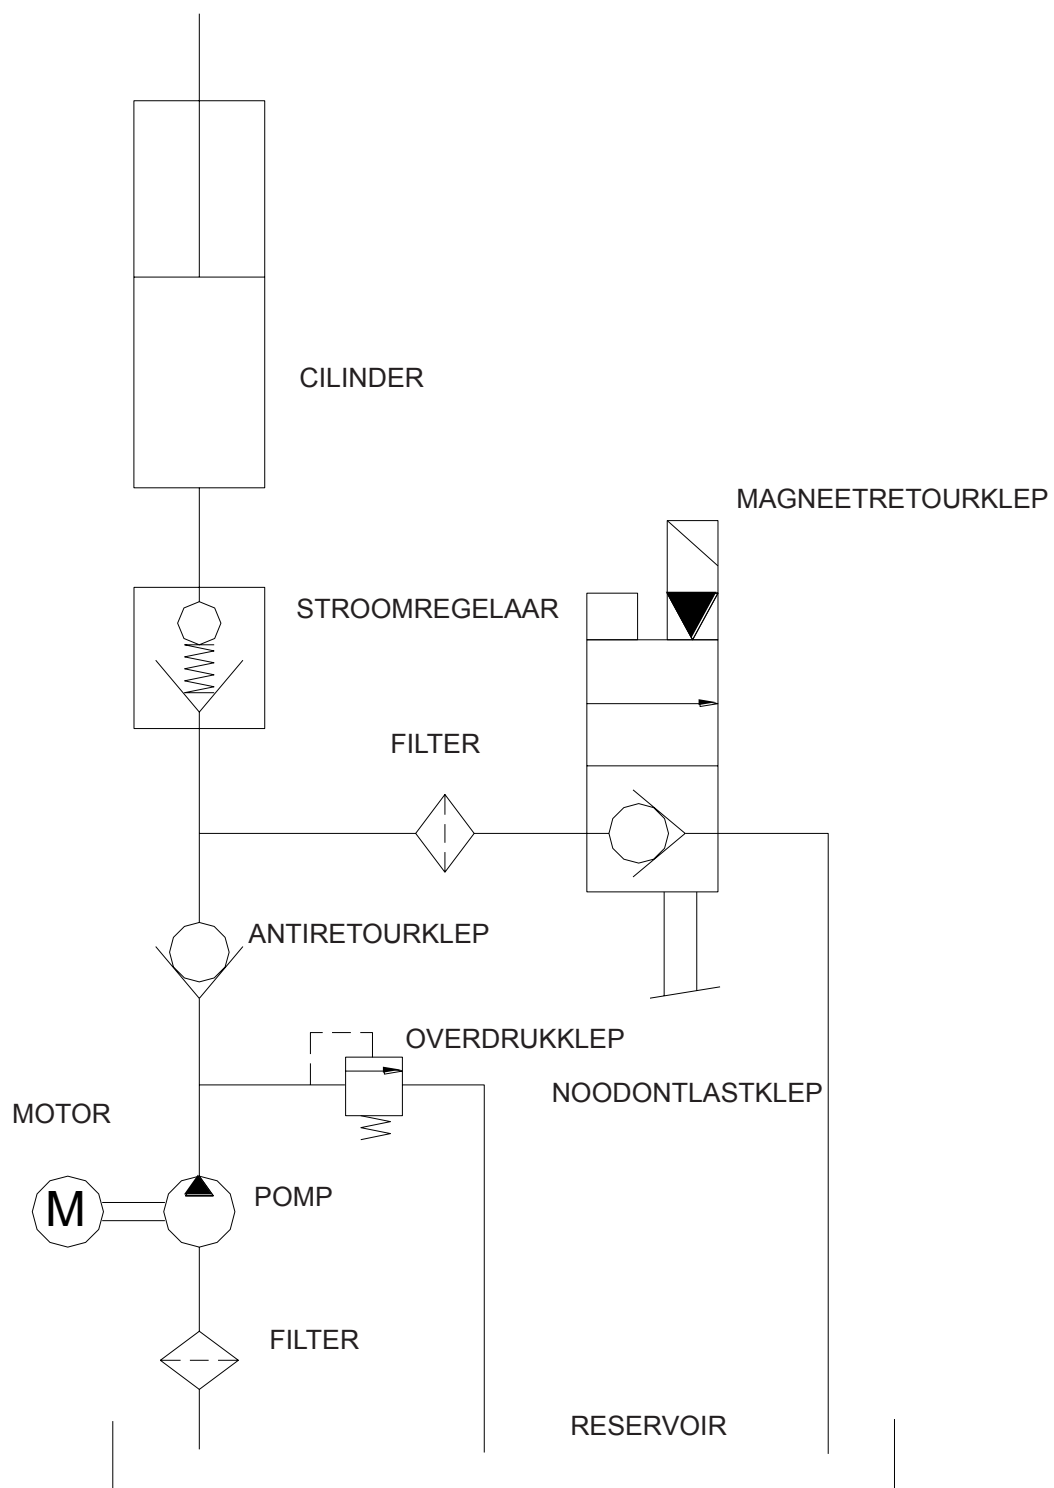 CILINDER
MAGNEETRETOURKLEP
STROOMREGELAAR
FILTER
ANTIRETOURKLEP
OVERDRUKKLEP
NOODONTLASTKLEP
MOTOR
M
POMP
FILTER
RESERVOIR